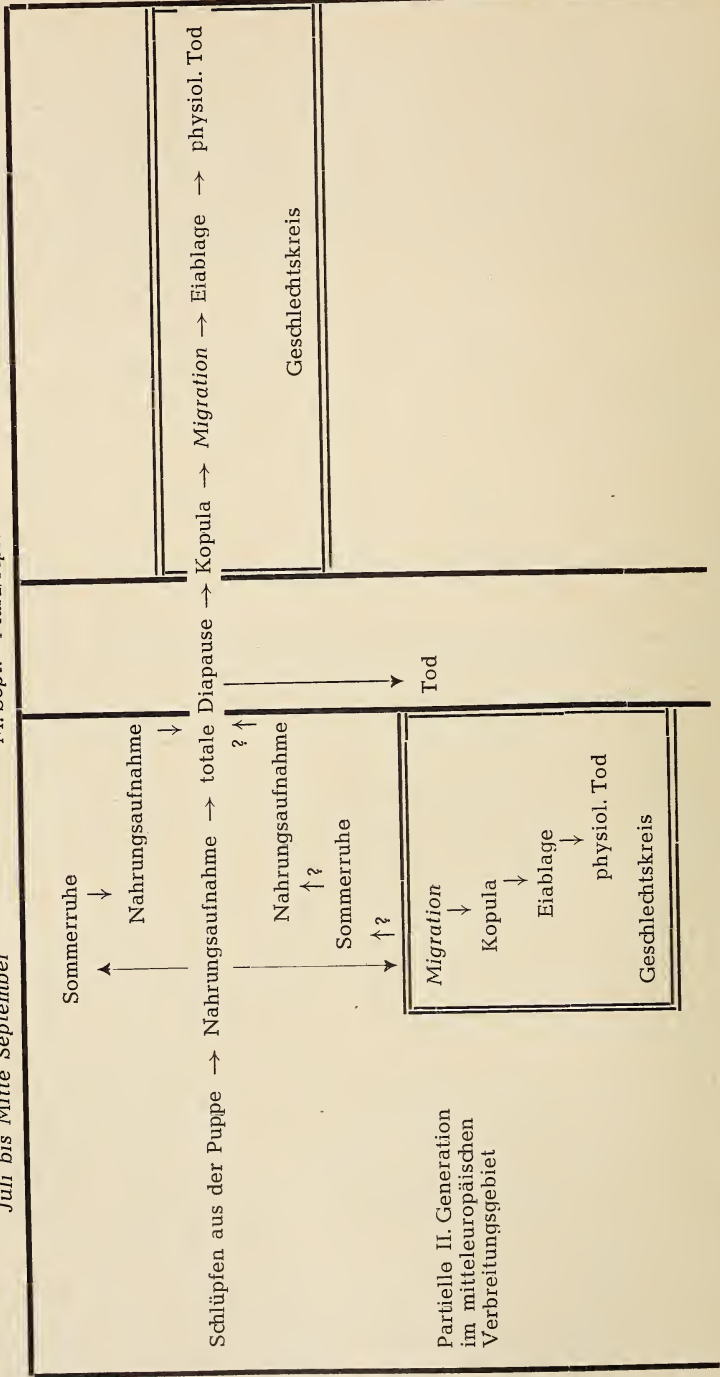 Juli bis Mitte September
Sommerruhe
↓
Nahrungsaufnahme
↓
Schlüpfen aus der Puppe → Nahrungsaufnahme → totale Diapause → Kopula → Migration → Eiablage → physiol. Tod
? ↑
Nahrungsaufnahme
↑ ?
Sommerruhe
↑ ?
Tod
Geschlechtskreis
Partielle II. Generation
im mitteleuropäischen
Verbreitungsgebiet
Migration
↓
Kopula
↓
Eiablage
↓
physiol. Tod
Geschlechtskreis